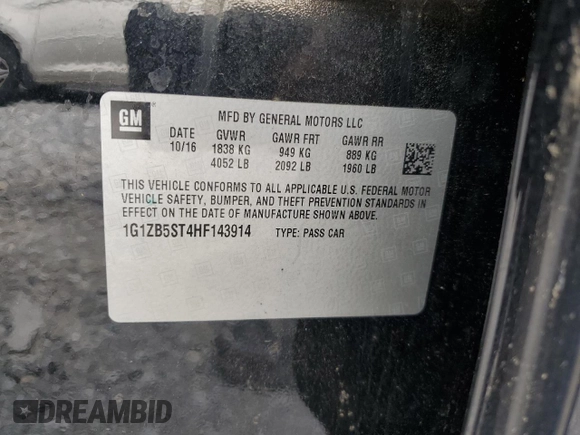 GM
MFD BY GENERAL MOTORS LLC
DATE GVWR GAWR FRT GAWR RR
10/16 1838 KG 949 KG 889 KG
4052 LB 2092 LB 1960 LB
THIS VEHICLE CONFORMS TO ALL APPLICABLE U.S. FEDERAL MOTOR
VEHICLE SAFETY, BUMPER, AND THEFT PREVENTION STANDARDS IN
EFFECT ON THE DATE OF MANUFACTURE SHOWN ABOVE.
1G1ZB5ST4HF143914 TYPE: PASS CAR
DREAMBID